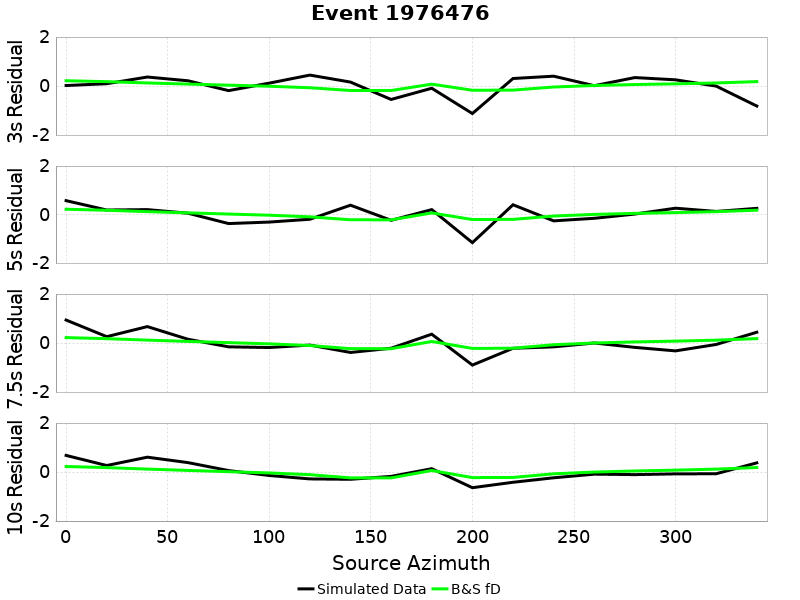 Event 1976476
3s Residual
2
0
-2
5s Residual
2
0
-2
7.5s Residual
2
0
-2
10s Residual
2
0
-2
0 50 100 150 200 250 300
Source Azimuth
Simulated Data B&S fD